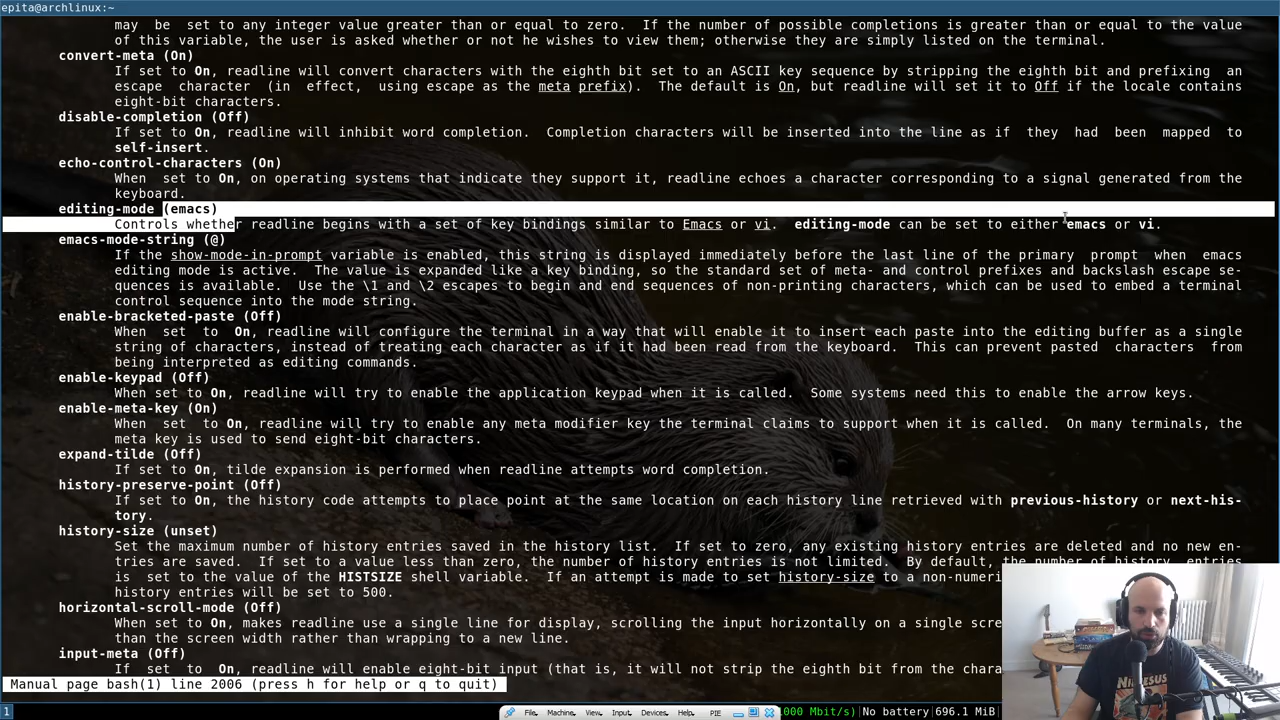 epita@archlinux:~
may be set to any integer value greater than or equal to zero. If the number of possible completions is greater than or equal to the value
of this variable, the user is asked whether or not he wishes to view them; otherwise they are simply listed on the terminal.
convert-meta (On)
If set to On, readline will convert characters with the eighth bit set to an ASCII key sequence by stripping the eighth bit and prefixing an
escape character (in effect, using escape as the meta prefix). The default is On, but readline will set it to Off if the locale contains
eight-bit characters.
disable-completion (Off)
If set to On, readline will inhibit word completion. Completion characters will be inserted into the line as if they had been mapped to
self-insert.
echo-control-characters (On)
When set to On, on operating systems that indicate they support it, readline echoes a character corresponding to a signal generated from the
keyboard.
editing-mode (emacs)
Controls whether readline begins with a set of key bindings similar to Emacs or vi. editing-mode can be set to either emacs or vi.
emacs-mode-string (@)
If the show-mode-in-prompt variable is enabled, this string is displayed immediately before the last line of the primary prompt when emacs
editing mode is active. The value is expanded like a key binding, so the standard set of meta- and control prefixes and backslash escape se-
quences is available. Use the \1 and \2 escapes to begin and end sequences of non-printing characters, which can be used to embed a terminal
control sequence into the mode string.
enable-bracketed-paste (Off)
When set to On, readline will configure the terminal in a way that will enable it to insert each paste into the editing buffer as a single
string of characters, instead of treating each character as if it had been read from the keyboard. This can prevent pasted characters from
being interpreted as editing commands.
enable-keypad (Off)
When set to On, readline will try to enable the application keypad when it is called. Some systems need this to enable the arrow keys.
enable-meta-key (On)
When set to On, readline will try to enable any meta modifier key the terminal claims to support when it is called. On many terminals, the
meta key is used to send eight-bit characters.
expand-tilde (Off)
If set to On, tilde expansion is performed when readline attempts word completion.
history-preserve-point (Off)
If set to On, the history code attempts to place point at the same location on each history line retrieved with previous-history or next-his-
tory.
history-size (unset)
Set the maximum number of history entries saved in the history list. If set to zero, any existing history entries are deleted and no new en-
tries are saved. If set to a value less than zero, the number of history entries is not limited. By default, the number of history entries
is set to the value of the HISTSIZE shell variable. If an attempt is made to set history-size to a non-numeri
history entries will be set to 500.
horizontal-scroll-mode (Off)
When set to On, makes readline use a single line for display, scrolling the input horizontally on a single scre
than the screen width rather than wrapping to a new line.
input-meta (Off)
If set to On, readline will enable eight-bit input (that is, it will not strip the eighth bit from the chara
Manual page bash(1) line 2006 (press h for help or q to quit)
1 File Machine View Input Devices Help PIE 1000 Mbit/s) No battery 696.1 MiB